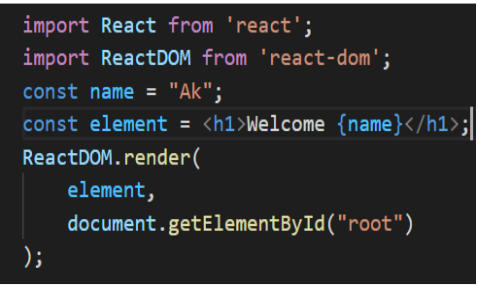 import React from 'react';
import ReactDOM from 'react-dom';
const name = "Ak";
const element = <h1>Welcome {name}</h1>;
ReactDOM.render(
    element,
    document.getElementById("root")
);